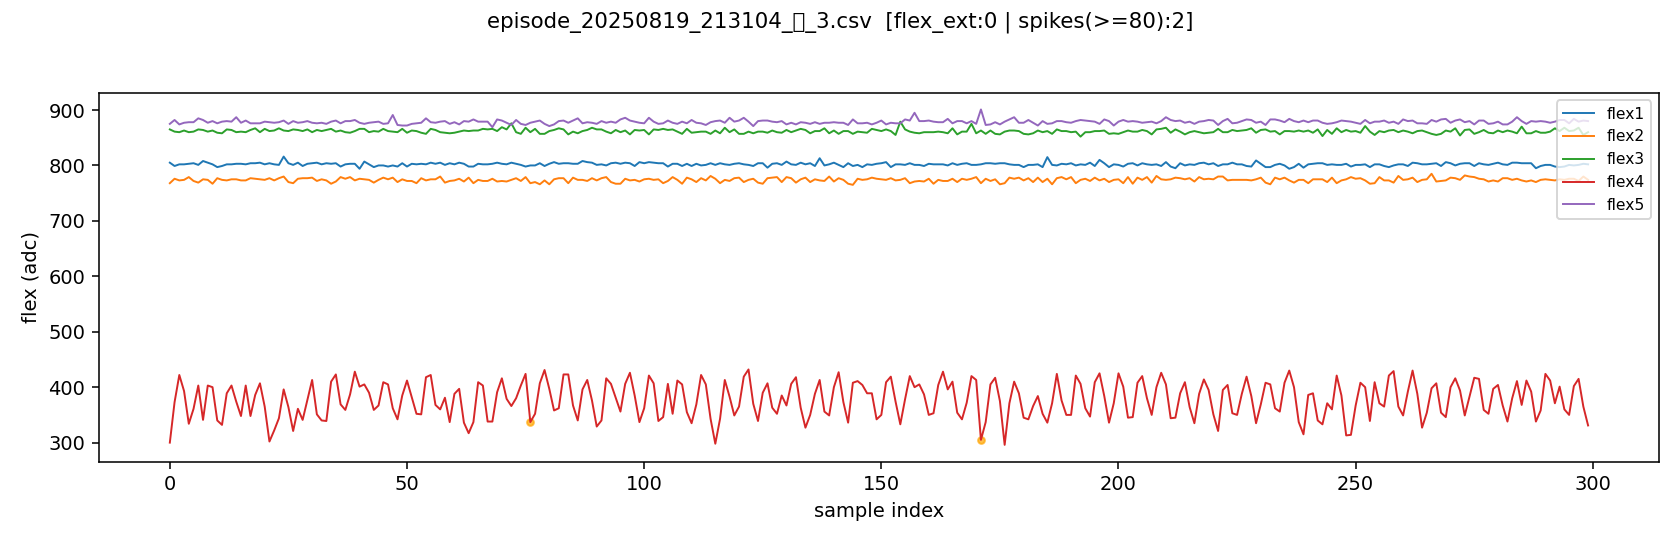 episode_20250819_213104_▯_3.csv [flex_ext:0 | spikes(>=80):2]
900
800
700
600
500
400
300
flex (adc)
0
50
100
150
200
250
300
sample index
flex1
flex2
flex3
flex4
flex5